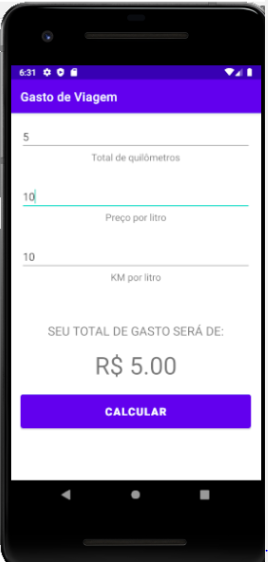 6:31
Gasto de Viagem
5
Total de quilômetros
10
Preço por litro
10
KM por litro
SEU TOTAL DE GASTO SERÁ DE:
R$ 5.00
CALCULAR